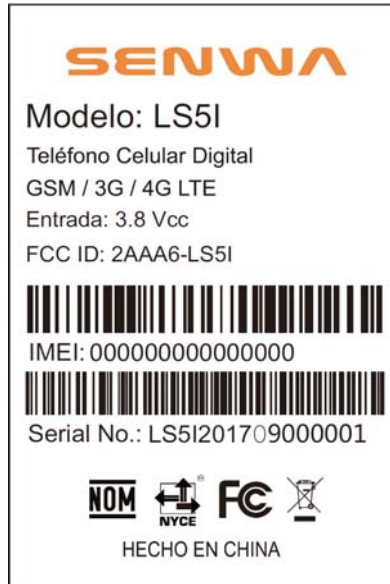 SENWA
Modelo: LS5I
Teléfono Celular Digital
GSM / 3G / 4G LTE
Entrada: 3.8 Vcc
FCC ID: 2AAA6-LS5I
IMEI: 000000000000000
Serial No.: LS5I201709000001
NOM NYCE ® FC
HECHO EN CHINA